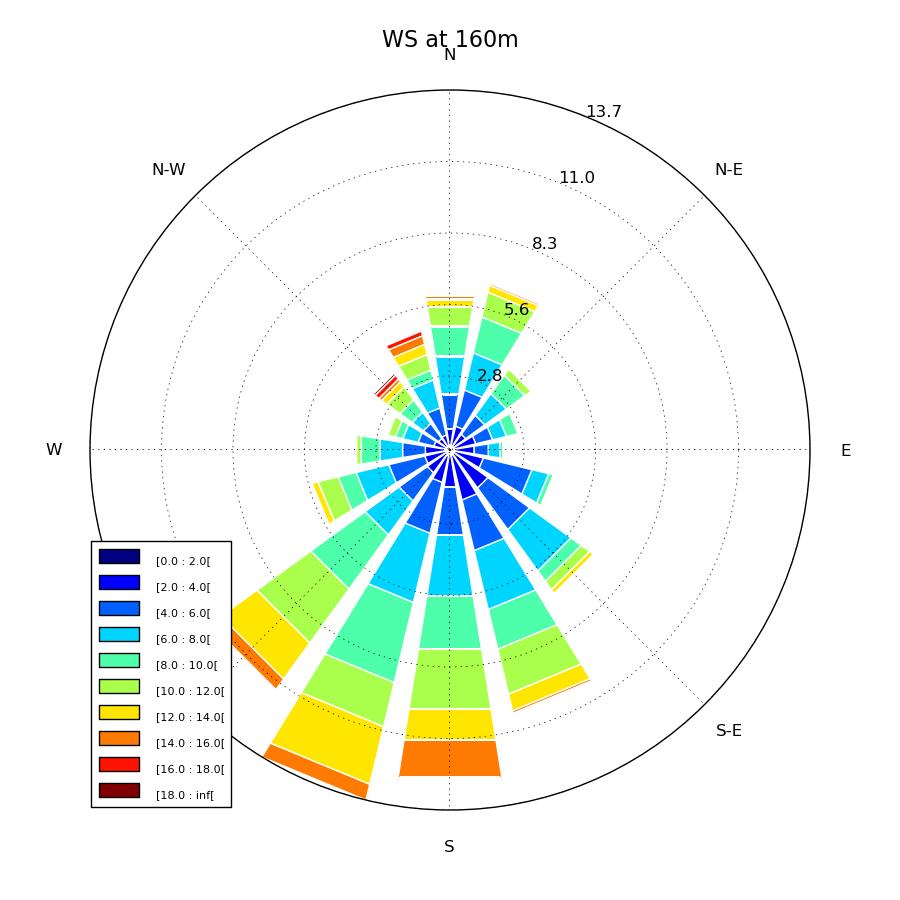 WS at 160m
N
13.7
N-W
N-E
11.0
8.3
5.6
2.8
W
E
[0.0 : 2.0[
[2.0 : 4.0[
[4.0 : 6.0[
[6.0 : 8.0[
[8.0 : 10.0[
[10.0 : 12.0[
[12.0 : 14.0[
[14.0 : 16.0[
[16.0 : 18.0[
[18.0 : inf[
S-E
S